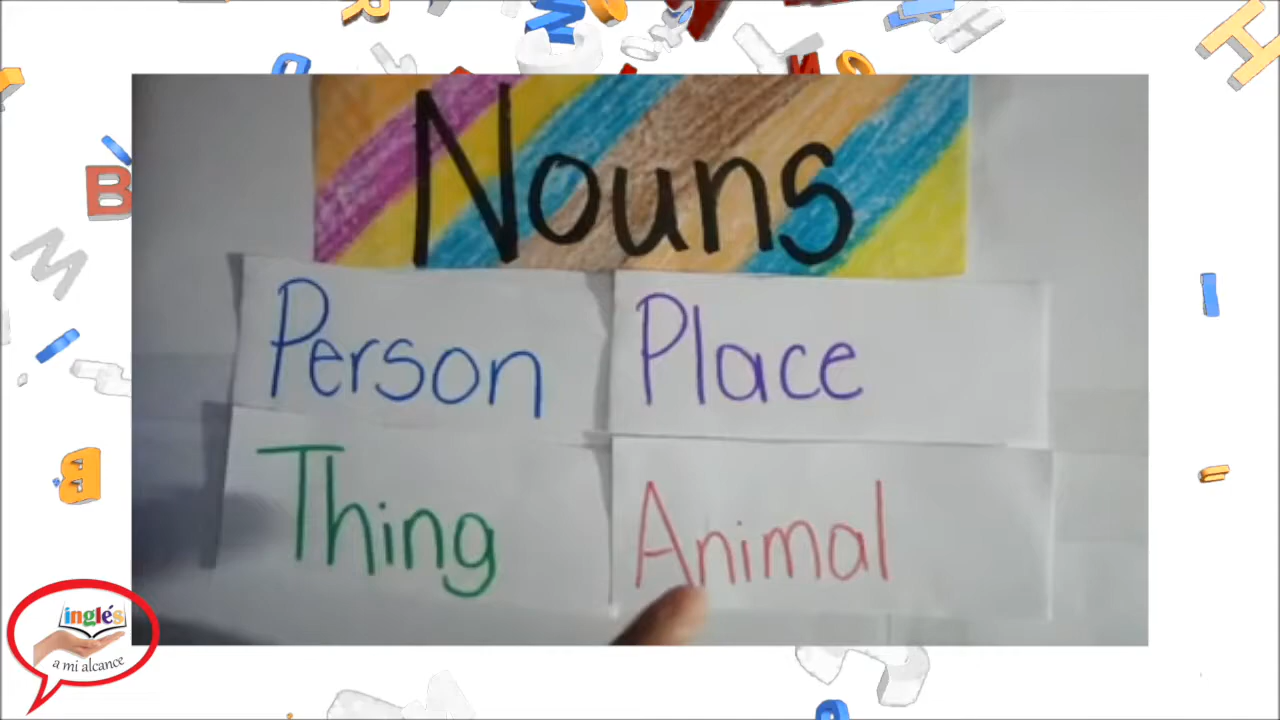 Nouns
Person Place
Thing Animal
inglés
a mi alcance